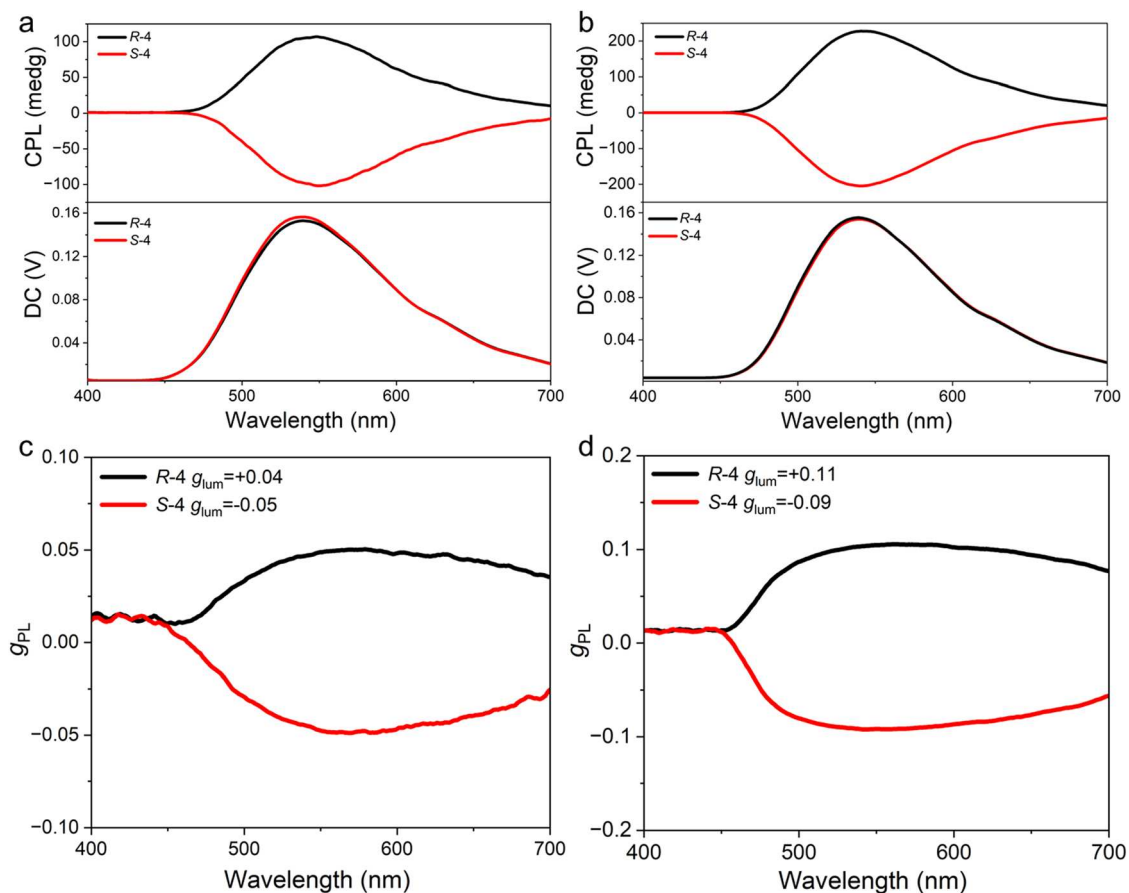 a
R-4
S-4
CPL (medg)
100
50
0
−50
−100
R-4
S-4
DC (V)
0.16
0.12
0.08
0.04
400
500
600
700
Wavelength (nm)
b
R-4
S-4
CPL (medg)
200
100
0
−100
−200
R-4
S-4
DC (V)
0.16
0.12
0.08
0.04
400
500
600
700
Wavelength (nm)
c
R-4 glum=+0.04
S-4 glum=-0.05
gPL
0.10
0.05
0.00
−0.05
−0.10
400
500
600
700
Wavelength (nm)
d
R-4 glum=+0.11
S-4 glum=-0.09
gPL
0.2
0.1
0.0
−0.1
−0.2
400
500
600
700
Wavelength (nm)